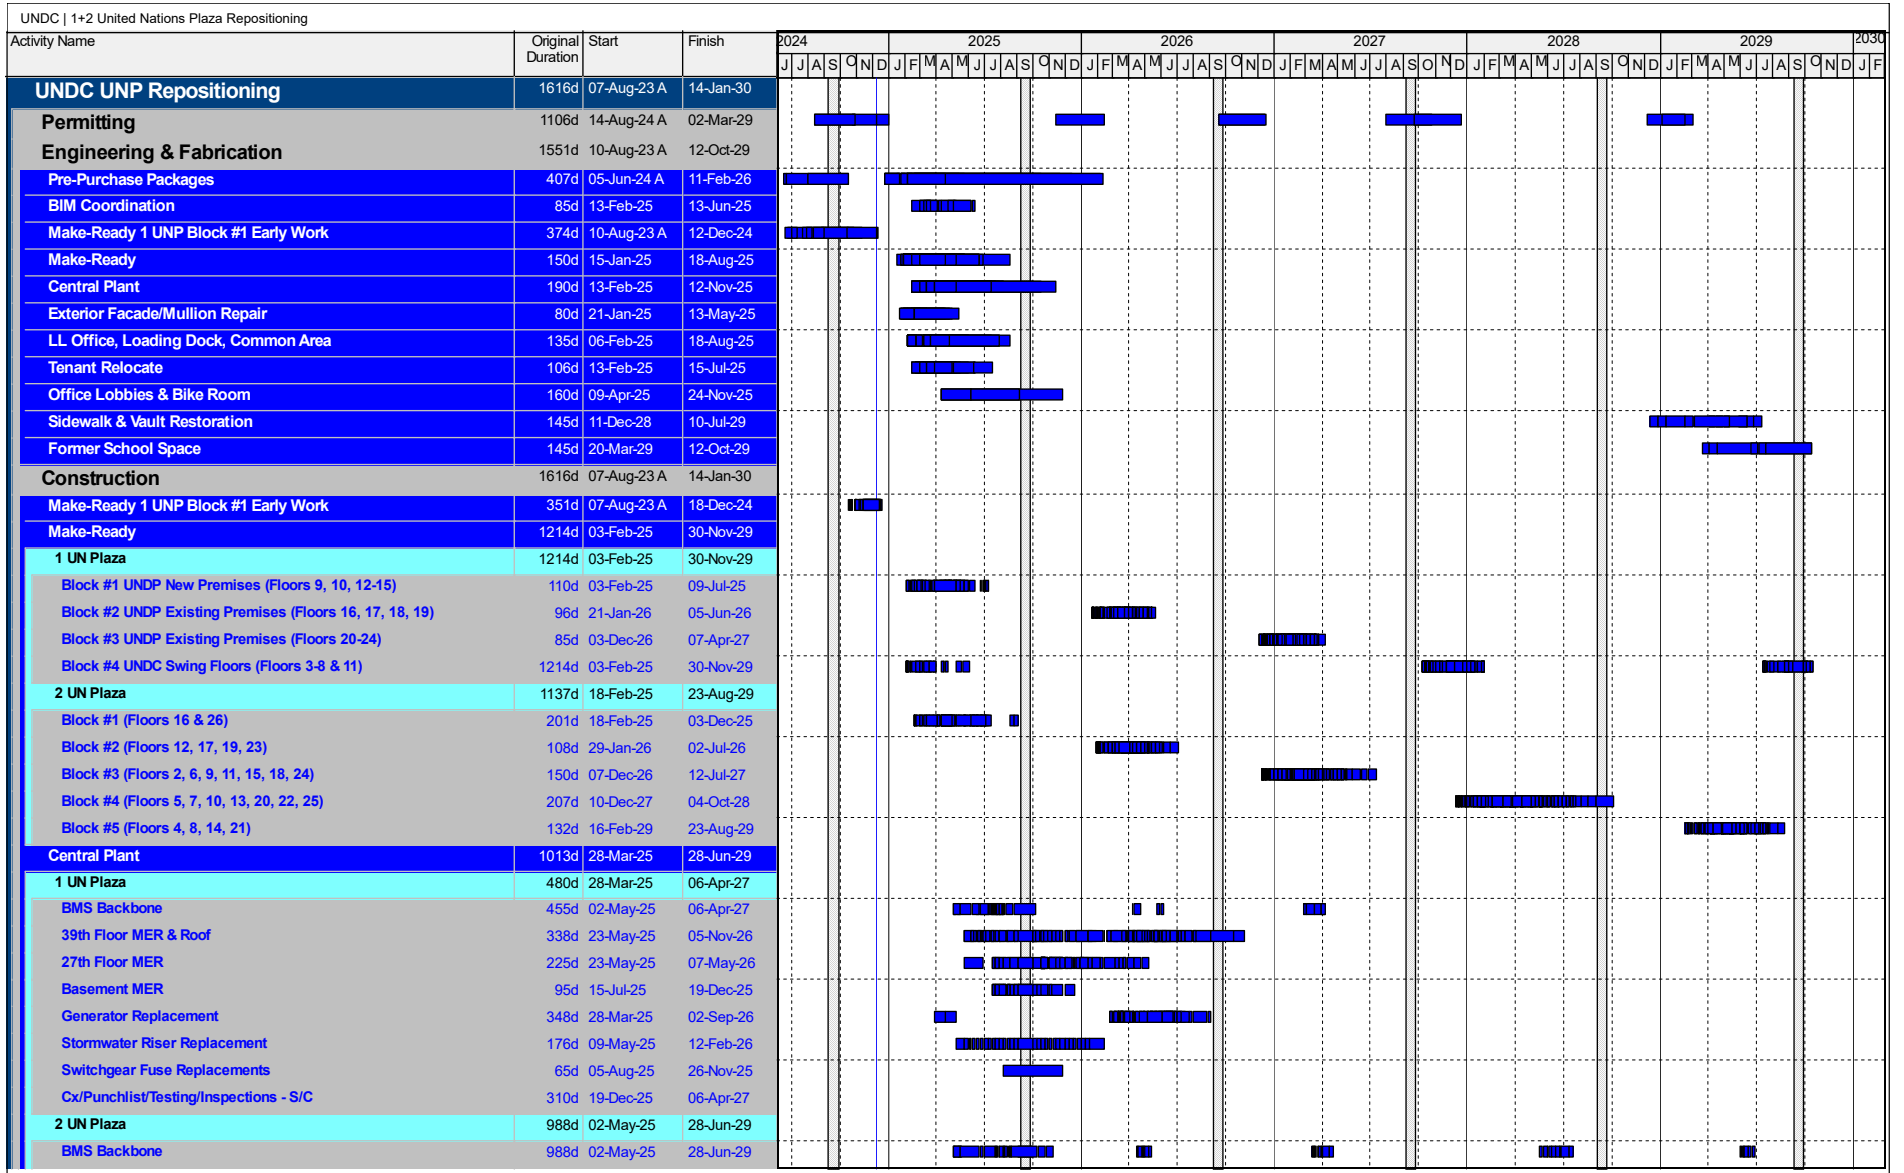 UNDC | 1+2 United Nations Plaza Repositioning
Activity Name Original Duration Start Finish 2024 2025 2026 2027 2028 2029 2030
J J A S O N D J F M A M J J A S O N D J F M A M J J A S O N D J F M A M J J A S O N D J F M A M J J A S O N D J F M A M J J A S O N D J F
UNDC UNP Repositioning 1616d 07-Aug-23 A 14-Jan-30
Permitting 1106d 14-Aug-24 A 02-Mar-29
Engineering & Fabrication 1551d 10-Aug-23 A 12-Oct-29
Pre-Purchase Packages 407d 05-Jun-24 A 11-Feb-26
BIM Coordination 85d 13-Feb-25 13-Jun-25
Make-Ready 1 UNP Block #1 Early Work 374d 10-Aug-23 A 12-Dec-24
Make-Ready 150d 15-Jan-25 18-Aug-25
Central Plant 190d 13-Feb-25 12-Nov-25
Exterior Facade/Mullion Repair 80d 21-Jan-25 13-May-25
LL Office, Loading Dock, Common Area 135d 06-Feb-25 18-Aug-25
Tenant Relocate 106d 13-Feb-25 15-Jul-25
Office Lobbies & Bike Room 160d 09-Apr-25 24-Nov-25
Sidewalk & Vault Restoration 145d 11-Dec-28 10-Jul-29
Former School Space 145d 20-Mar-29 12-Oct-29
Construction 1616d 07-Aug-23 A 14-Jan-30
Make-Ready 1 UNP Block #1 Early Work 351d 07-Aug-23 A 18-Dec-24
Make-Ready 1214d 03-Feb-25 30-Nov-29
1 UN Plaza 1214d 03-Feb-25 30-Nov-29
Block #1 UNDP New Premises (Floors 9, 10, 12-15) 110d 03-Feb-25 09-Jul-25
Block #2 UNDP Existing Premises (Floors 16, 17, 18, 19) 96d 21-Jan-26 05-Jun-26
Block #3 UNDP Existing Premises (Floors 20-24) 85d 03-Dec-26 07-Apr-27
Block #4 UNDC Swing Floors (Floors 3-8 & 11) 1214d 03-Feb-25 30-Nov-29
2 UN Plaza 1137d 18-Feb-25 23-Aug-29
Block #1 (Floors 16 & 26) 201d 18-Feb-25 03-Dec-25
Block #2 (Floors 12, 17, 19, 23) 108d 29-Jan-26 02-Jul-26
Block #3 (Floors 2, 6, 9, 11, 15, 18, 24) 150d 07-Dec-26 12-Jul-27
Block #4 (Floors 5, 7, 10, 13, 20, 22, 25) 207d 10-Dec-27 04-Oct-28
Block #5 (Floors 4, 8, 14, 21) 132d 16-Feb-29 23-Aug-29
Central Plant 1013d 28-Mar-25 28-Jun-29
1 UN Plaza 480d 28-Mar-25 06-Apr-27
BMS Backbone 455d 02-May-25 06-Apr-27
39th Floor MER & Roof 338d 23-May-25 05-Nov-26
27th Floor MER 225d 23-May-25 07-May-26
Basement MER 95d 15-Jul-25 19-Dec-25
Generator Replacement 348d 28-Mar-25 02-Sep-26
Stormwater Riser Replacement 176d 09-May-25 12-Feb-26
Switchgear Fuse Replacements 65d 05-Aug-25 26-Nov-25
Cx/Punchlist/Testing/Inspections - S/C 310d 19-Dec-25 06-Apr-27
2 UN Plaza 988d 02-May-25 28-Jun-29
BMS Backbone 988d 02-May-25 28-Jun-29